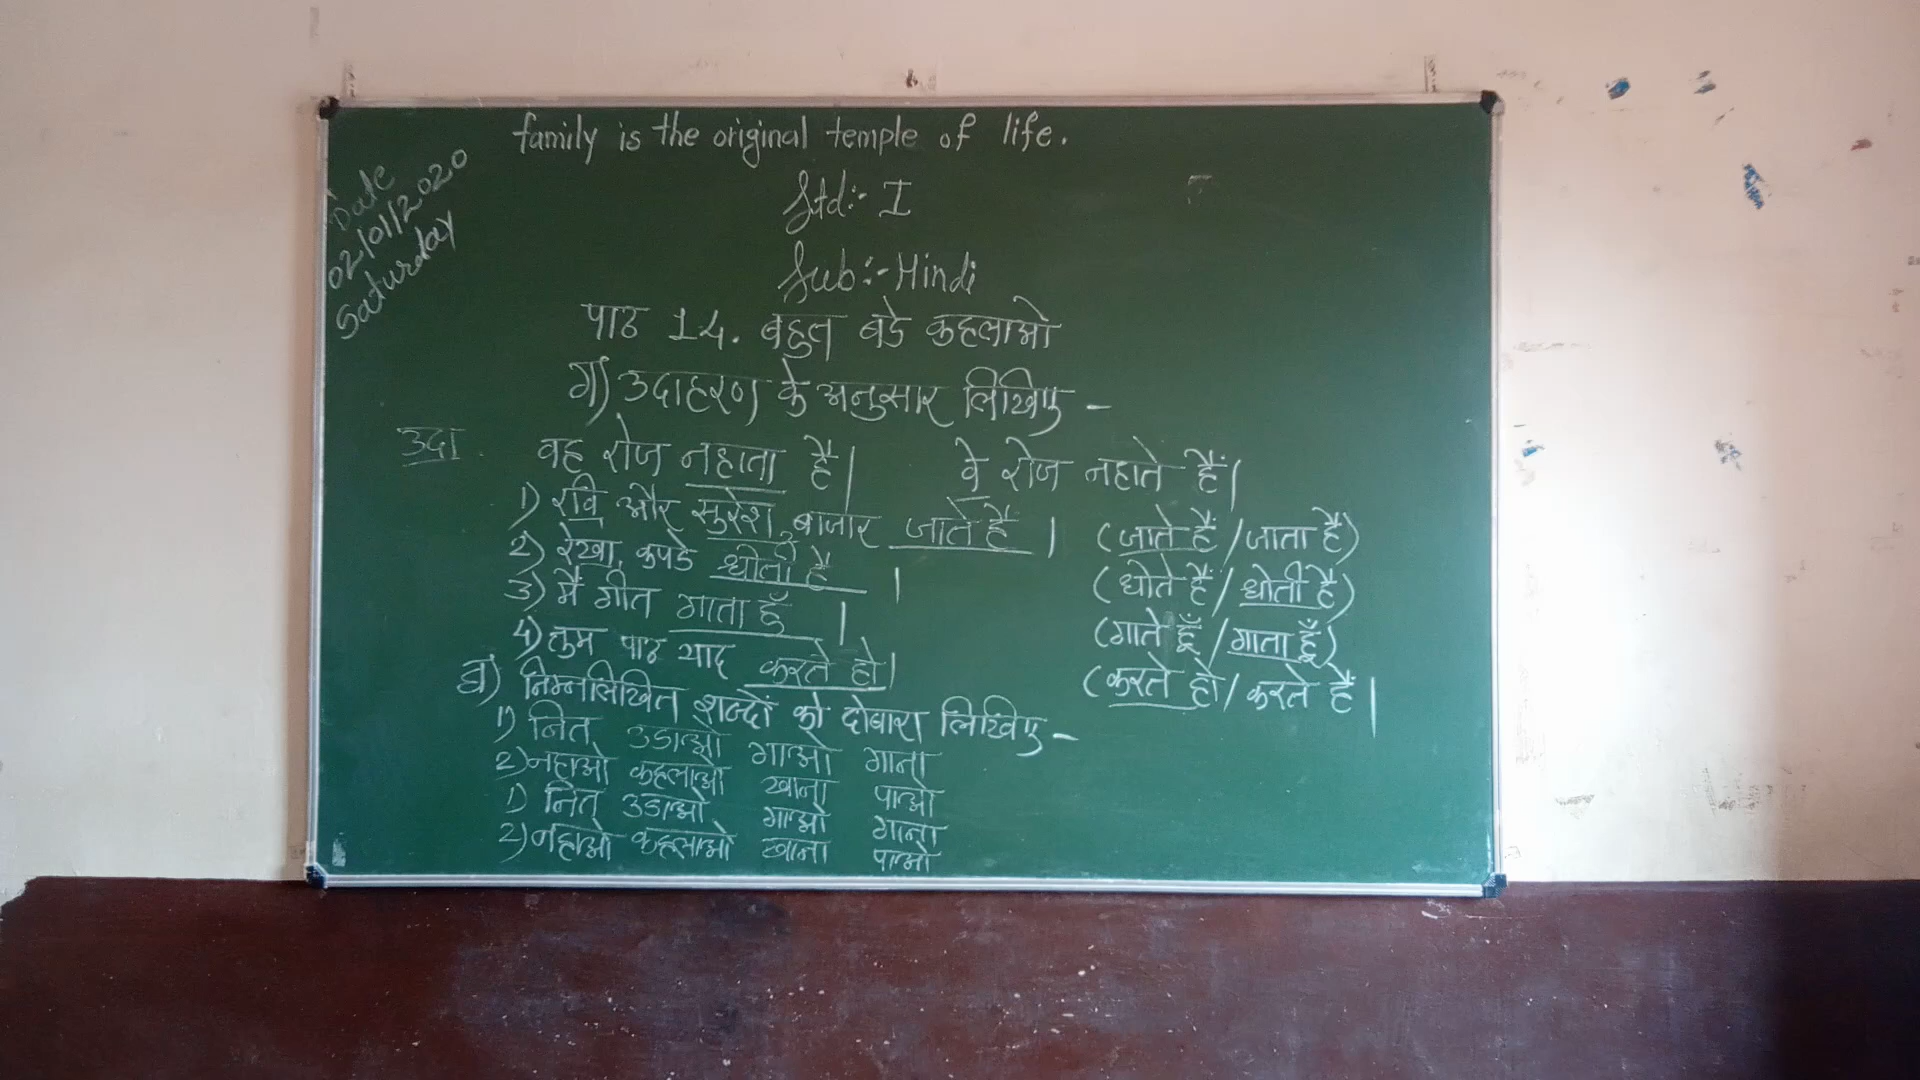 family is the original temple of life.
Date
02/01/2020
Saturday
Std:- I
Sub:- Hindi
पाठ 14. बहुत बडे कहलाओ
ग) उदाहरण के अनुसार लिखिए -
उदा. वह रोज नहाता है| वे रोज नहाते हैं|
1) रवि और सुरेश बाजार जाते है | (जाते हैं / जाता है)
2) रेखा, कपडे धोती है | (धोते हैं / धोती है)
3) मैं गीत गाता हूँ | (गाते हूँ / गाता हूँ)
4) तुम पाठ याद करते हो| (करते हो / करते हैं |
घ) निम्नलिखित शब्दों को दोबारा लिखिए -
1) नित उडाओ गाओ गाना
2) नहाओ कहलाओ खाना पाओ
1) नित उडाओ गाओ गाना
2) नहाओ कहलाओ खाना पाओ